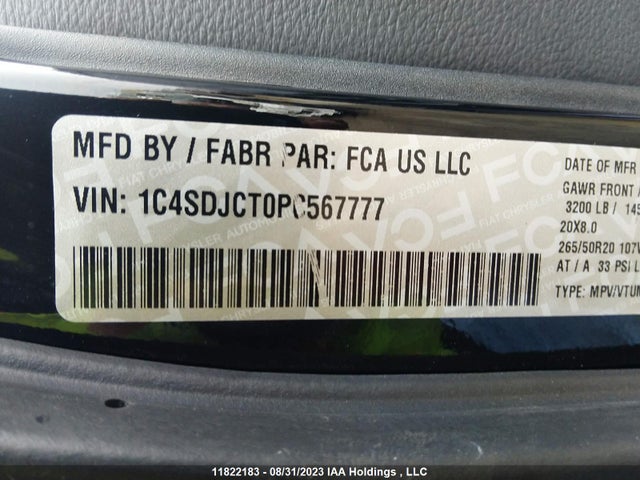 MFD BY / FABR PAR: FCA US LLC
VIN: 1C4SDJCT0PC567777
DATE OF MFR
GAWR FRONT /
3200 LB / 145
20X8.0
265/50R20 107V
AT / A 33 PSI
TYPE: MPV/VTUM
11822183 - 08/31/2023 IAA Holdings , LLC